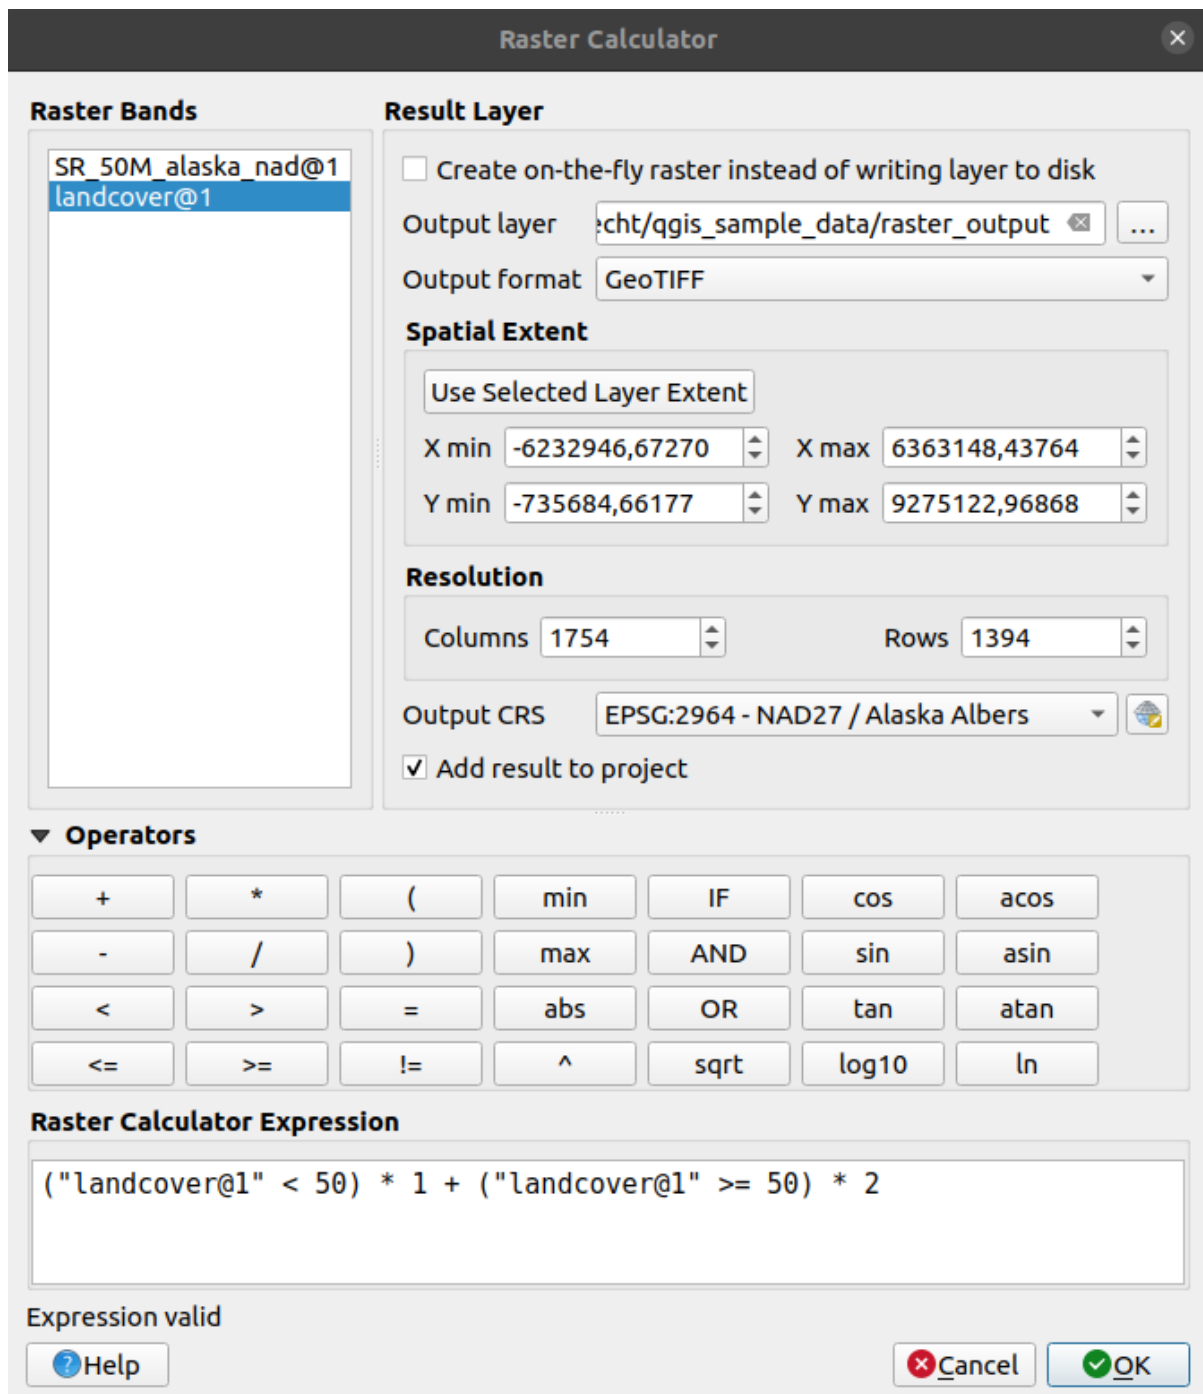 Raster Calculator
Raster Bands
SR_50M_alaska_nad@1
landcover@1
Result Layer
Create on-the-fly raster instead of writing layer to disk
Output layer echt/qgis_sample_data/raster_output ...
Output format GeoTIFF
Spatial Extent
Use Selected Layer Extent
X min -6232946,67270 X max 6363148,43764
Y min -735684,66177 Y max 9275122,96868
Resolution
Columns 1754 Rows 1394
Output CRS EPSG:2964 - NAD27 / Alaska Albers
Add result to project
Operators
+ * ( min IF cos acos
- / ) max AND sin asin
< > = abs OR tan atan
<= >= != ^ sqrt log10 ln
Raster Calculator Expression
("landcover@1" < 50) * 1 + ("landcover@1" >= 50) * 2
Expression valid
Help Cancel OK